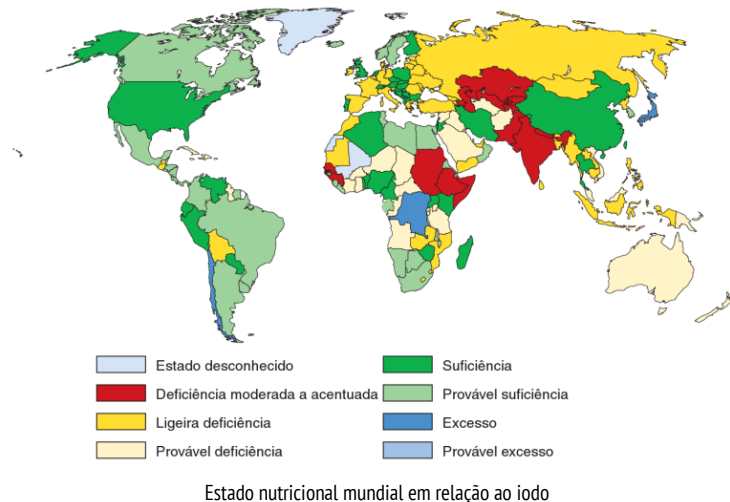 Estado desconhecido
Deficiência moderada a acentuada
Ligeira deficiência
Provável deficiência
Suficiência
Provável suficiência
Excesso
Provável excesso
Estado nutricional mundial em relação ao iodo